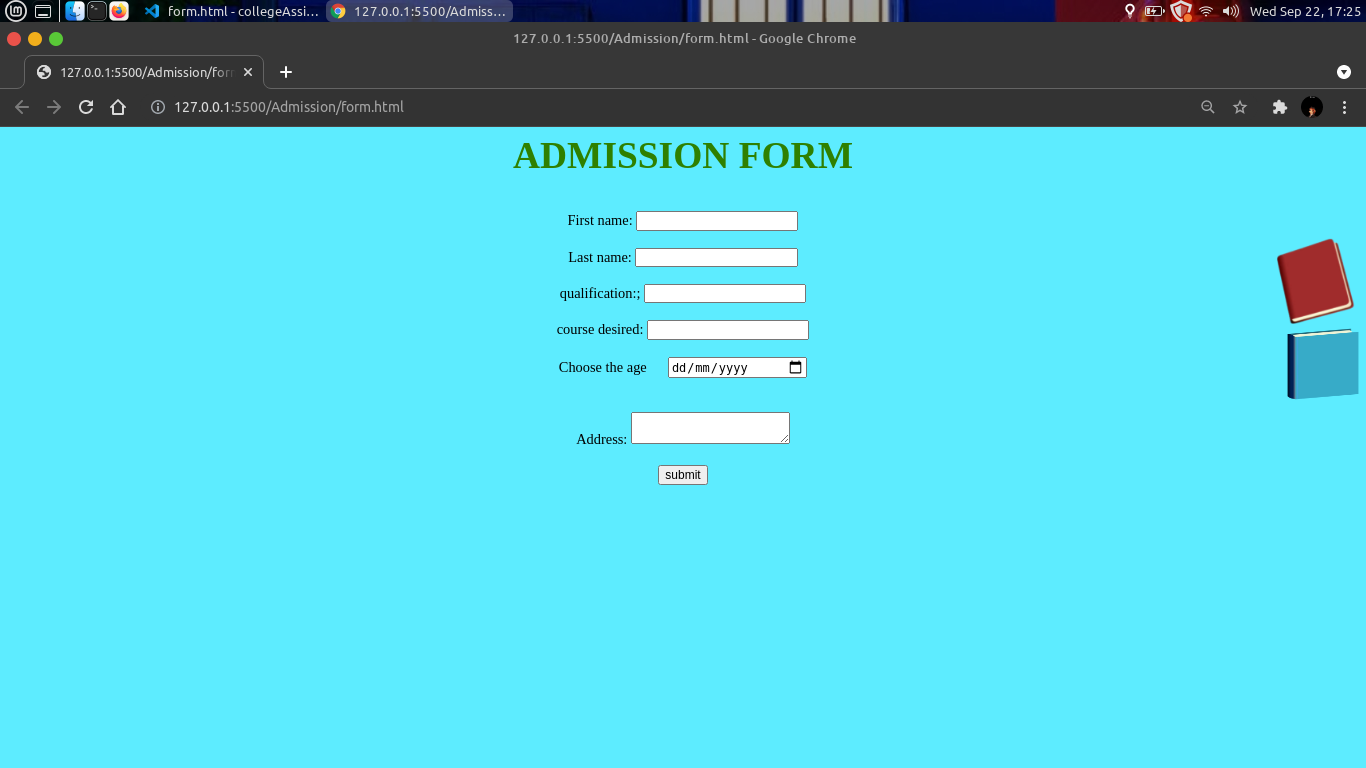 form.html - collegeAssi... 127.0.0.1:5500/Admiss... Wed Sep 22, 17:25
127.0.0.1:5500/Admission/form.html - Google Chrome
127.0.0.1:5500/Admission/for
127.0.0.1:5500/Admission/form.html
ADMISSION FORM
First name:
Last name:
qualification:;
course desired:
Choose the age dd/mm/yyyy
Address:
submit